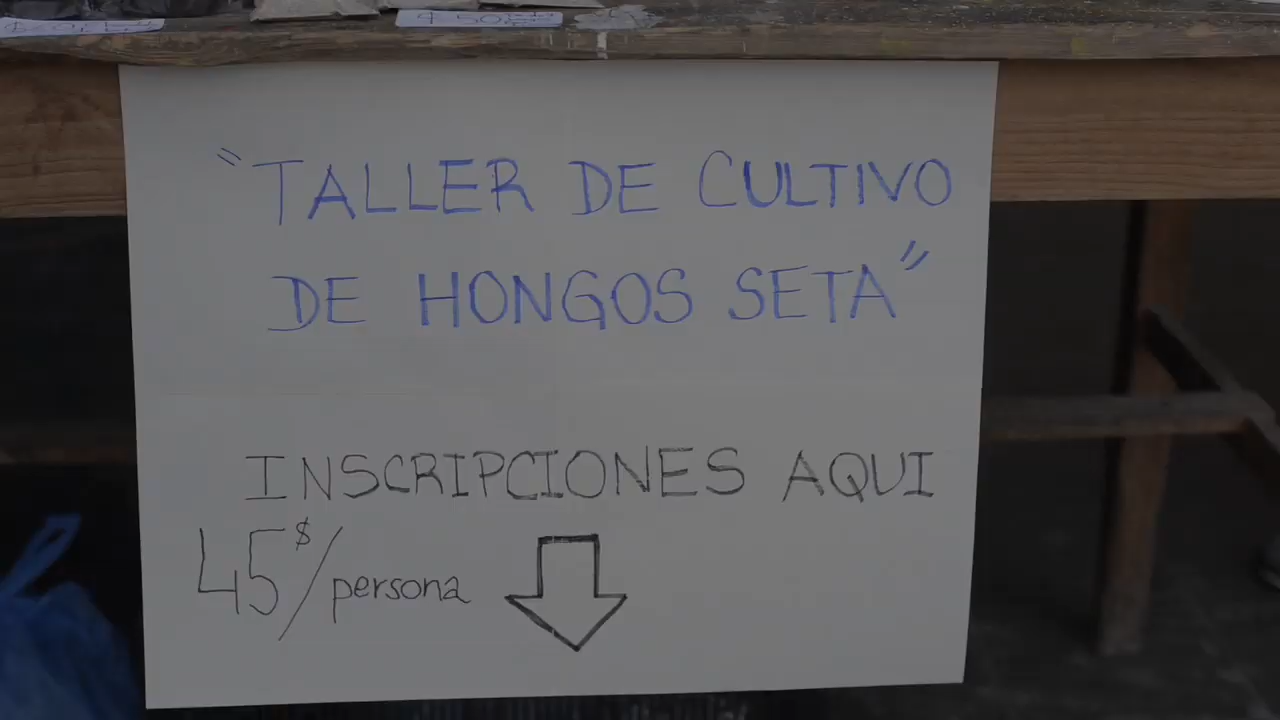 "TALLER DE CULTIVO
DE HONGOS SETA"
INSCRIPCIONES AQUI
45$/persona